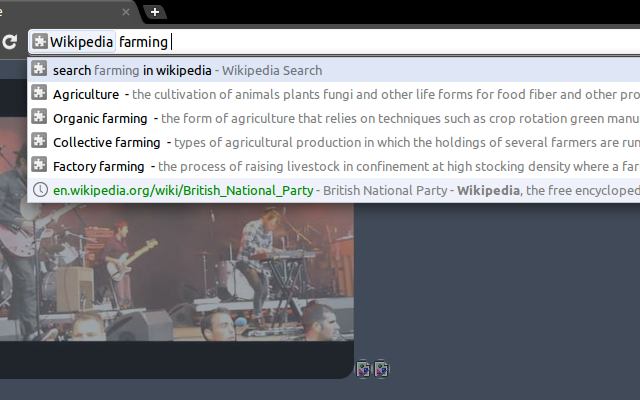 Wikipedia farming
search farming in wikipedia - Wikipedia Search
Agriculture - the cultivation of animals plants fungi and other life forms for food fiber and other pro
Organic farming - the form of agriculture that relies on techniques such as crop rotation green manu
Collective farming - types of agricultural production in which the holdings of several farmers are run
Factory farming - the process of raising livestock in confinement at high stocking density where a far
en.wikipedia.org/wiki/British_National_Party - British National Party - Wikipedia, the free encycloped